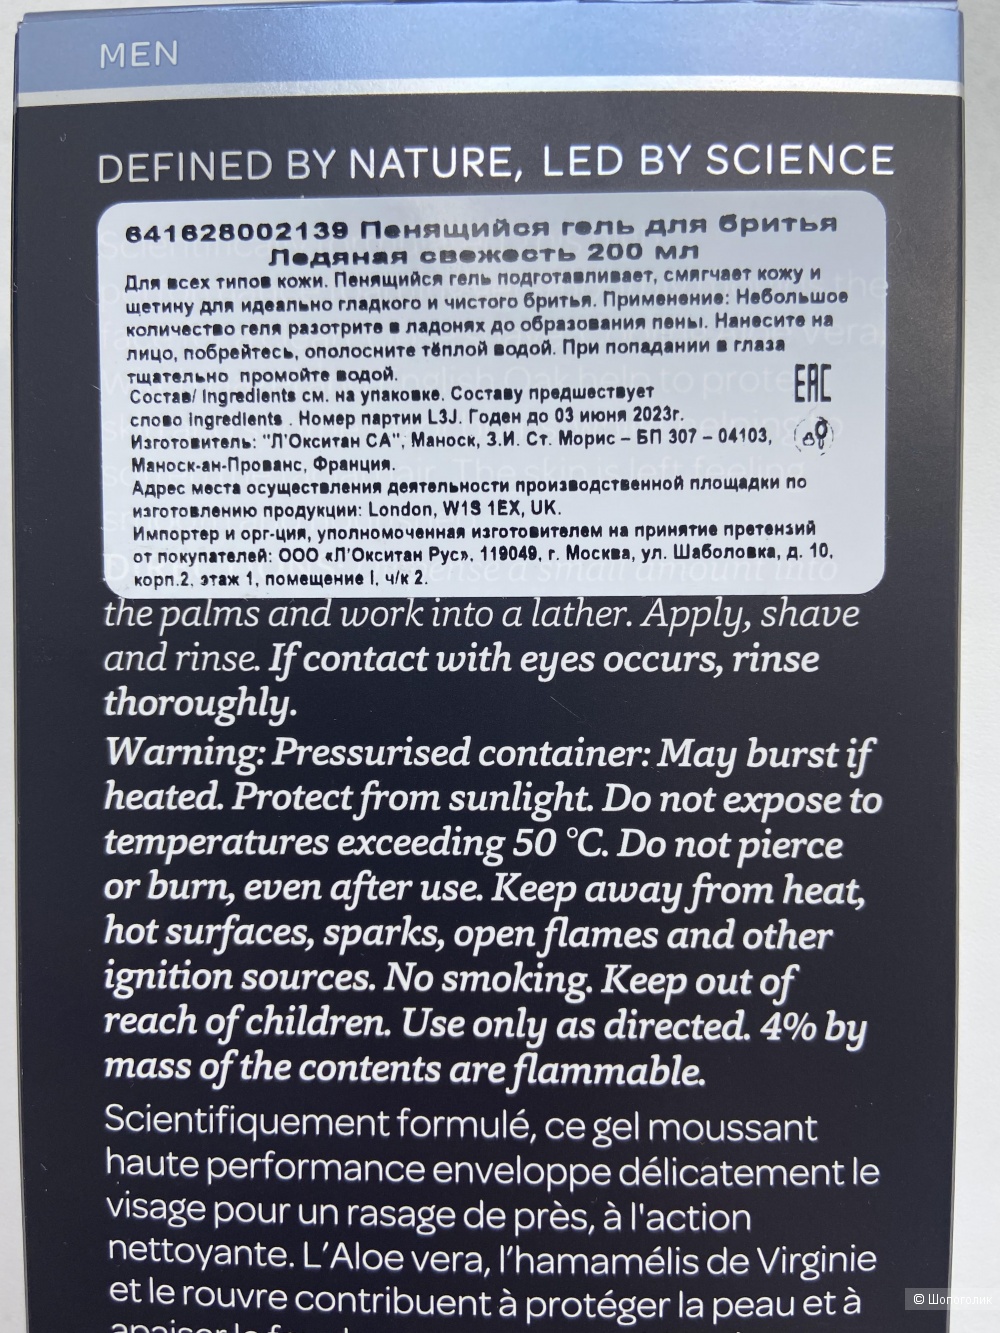 MEN
DEFINED BY NATURE, LED BY SCIENCE
641628002139 Пенящийся гель для бритья
Ледяная свежесть 200 мл
Для всех типов кожи. Пенящийся гель подготавливает, смягчает кожу и
щетину для идеально гладкого и чистого бритья. Применение: Небольшое
количество геля разотрите в ладонях до образования пены. Нанесите на
лицо, побрейтесь, ополосните тёплой водой. При попадании в глаза
тщательно промойте водой.
Состав/ Ingredients см. на упаковке. Составу предшествует
слово Ingredients . Номер партии L3J. Годен до 03 июня 2023г.
Изготовитель: "Л'Окситан СА", Маноск, З.И. Ст. Морис – БП 307 – 04103,
Маноск-ан-Прованс, Франция.
Адрес места осуществления деятельности производственной площадки по
изготовлению продукции: London, W1S 1EX, UK.
Импортер и орг-ция, уполномоченная изготовителем на принятие претензий
от покупателей: ООО «Л'Окситан Рус», 119049, г. Москва, ул. Шаболовка, д. 10,
корп.2, этаж 1, помещение I, ч/к 2.
EAC
the palms and work into a lather. Apply, shave
and rinse. If contact with eyes occurs, rinse
thoroughly.
Warning: Pressurised container: May burst if
heated. Protect from sunlight. Do not expose to
temperatures exceeding 50 °C. Do not pierce
or burn, even after use. Keep away from heat,
hot surfaces, sparks, open flames and other
ignition sources. No smoking. Keep out of
reach of children. Use only as directed. 4% by
mass of the contents are flammable.
Scientifiquement formulé, ce gel moussant
haute performance enveloppe délicatement le
visage pour un rasage de près, à l'action
nettoyante. L'Aloe vera, l'hamamélis de Virginie
et le rouvre contribuent à protéger la peau et à
© Шопоголик